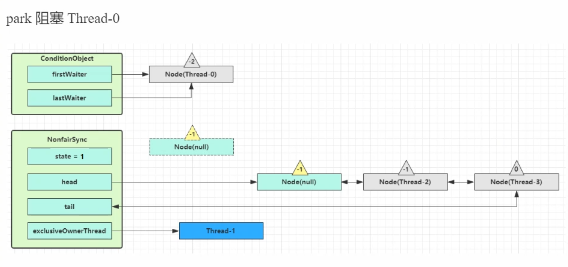 park 阻塞 Thread-0
ConditionObject
firstWaiter
lastWaiter
-2
Node(Thread-0)
NonfairSync
state = 1
head
tail
exclusiveOwnerThread
-1
Node(null)
-1
Node(null)
-1
Node(Thread-2)
0
Node(Thread-3)
Thread-1